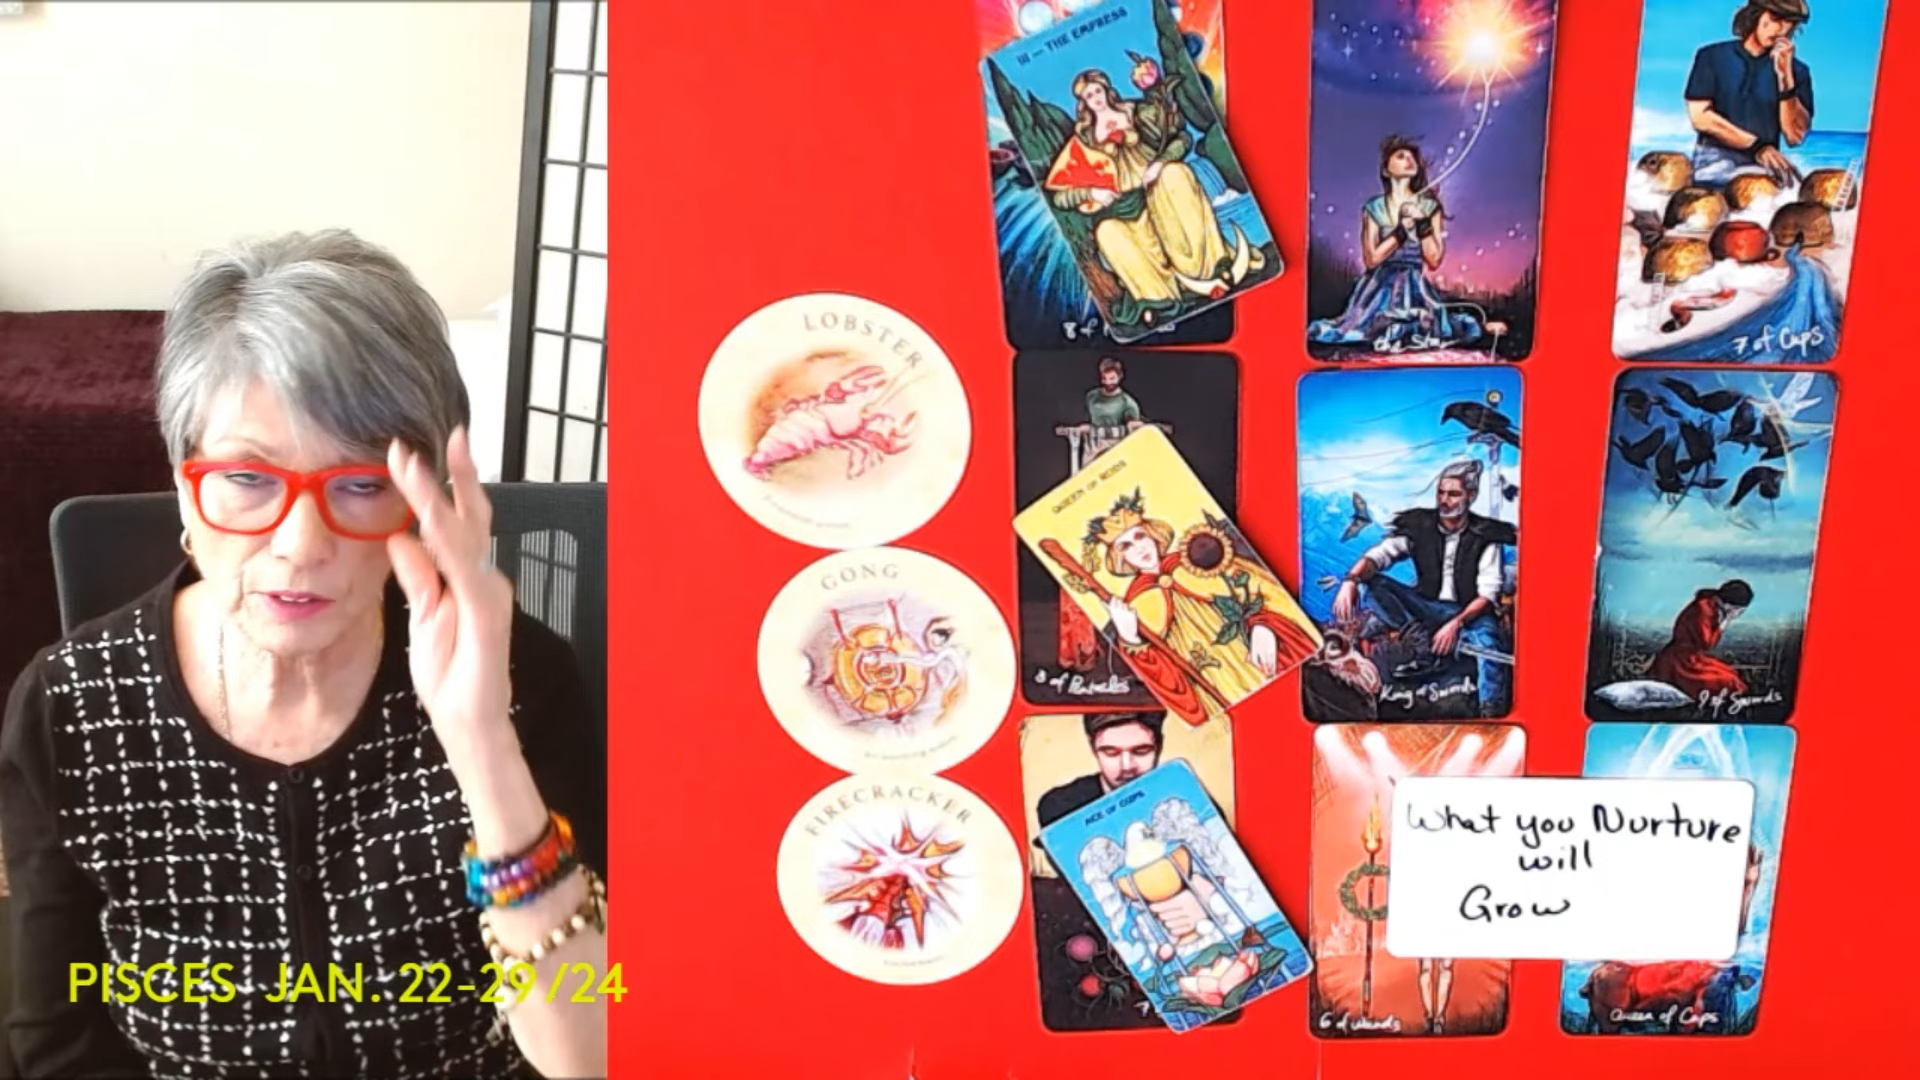 III — THE EMPRESS
8 of
the Star
7 of Cups
LOBSTER
QUEEN OF RODS
3 of Pentacles
King of Swords
9 of Swords
GONG
FIRECRACKER
ACE OF CUPS
7
6 of wands
What you Nurture
will
Grow
Queen of Cups
PISCES JAN. 22-29/24